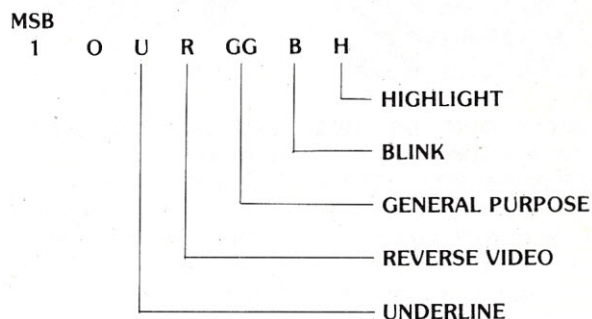 MSB
1 O U R GG B H
HIGHLIGHT
BLINK
GENERAL PURPOSE
REVERSE VIDEO
UNDERLINE